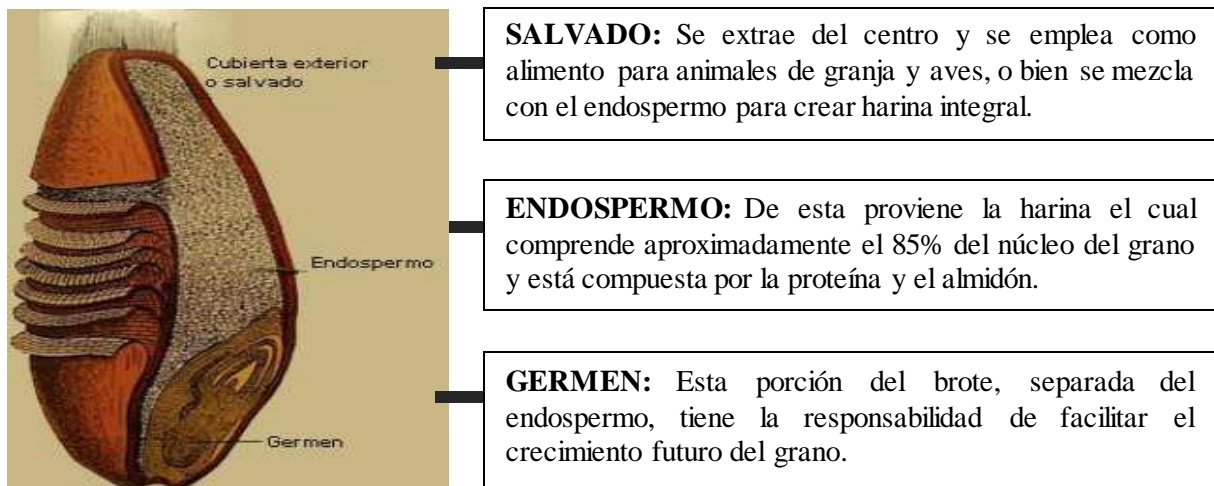 Cubierta exterior
o salvado
Endospermo
Germen
SALVADO: Se extrae del centro y se emplea como
alimento para animales de granja y aves, o bien se mezcla
con el endospermo para crear harina integral.
ENDOSPERMO: De esta proviene la harina el cual
comprende aproximadamente el 85% del núcleo del grano
y está compuesta por la proteína y el almidón.
GERMEN: Esta porción del brote, separada del
endospermo, tiene la responsabilidad de facilitar el
crecimiento futuro del grano.